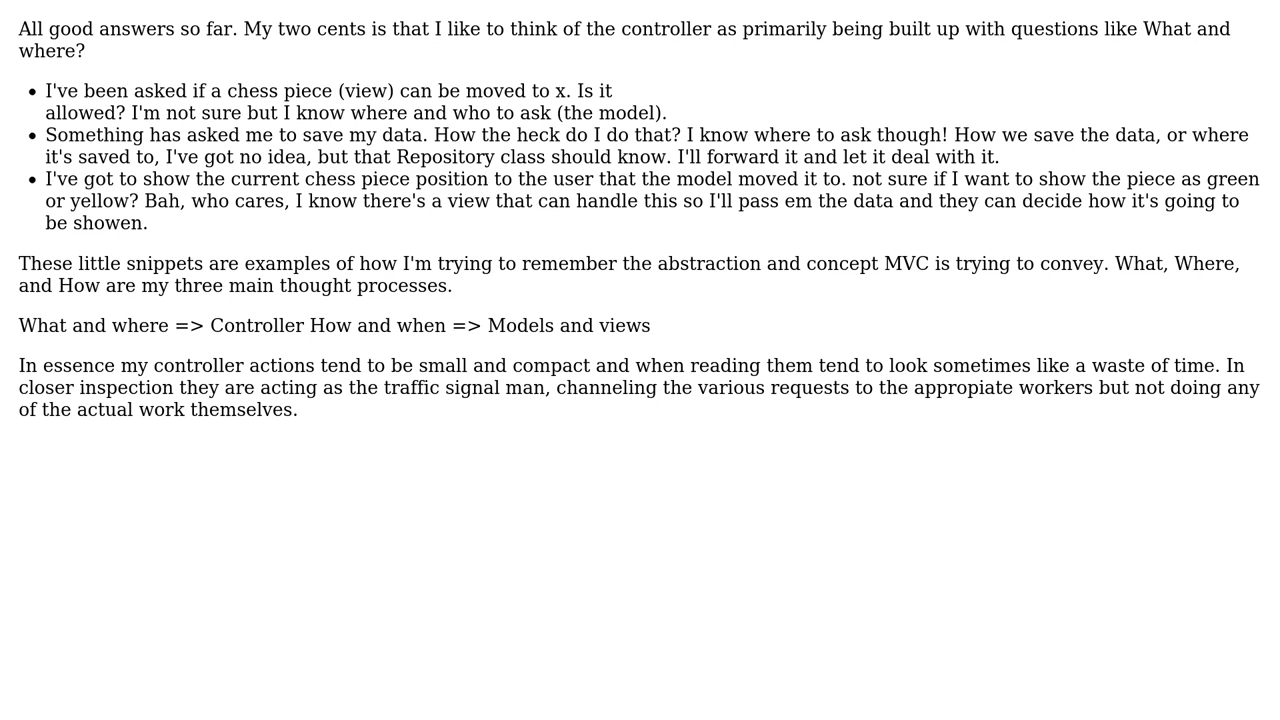 All good answers so far. My two cents is that I like to think of the controller as primarily being built up with questions like What and
where?
• I've been asked if a chess piece (view) can be moved to x. Is it
allowed? I'm not sure but I know where and who to ask (the model).
• Something has asked me to save my data. How the heck do I do that? I know where to ask though! How we save the data, or where
it's saved to, I've got no idea, but that Repository class should know. I'll forward it and let it deal with it.
• I've got to show the current chess piece position to the user that the model moved it to. not sure if I want to show the piece as green
or yellow? Bah, who cares, I know there's a view that can handle this so I'll pass em the data and they can decide how it's going to
be showen.
These little snippets are examples of how I'm trying to remember the abstraction and concept MVC is trying to convey. What, Where,
and How are my three main thought processes.
What and where => Controller How and when => Models and views
In essence my controller actions tend to be small and compact and when reading them tend to look sometimes like a waste of time. In
closer inspection they are acting as the traffic signal man, channeling the various requests to the appropiate workers but not doing any
of the actual work themselves.